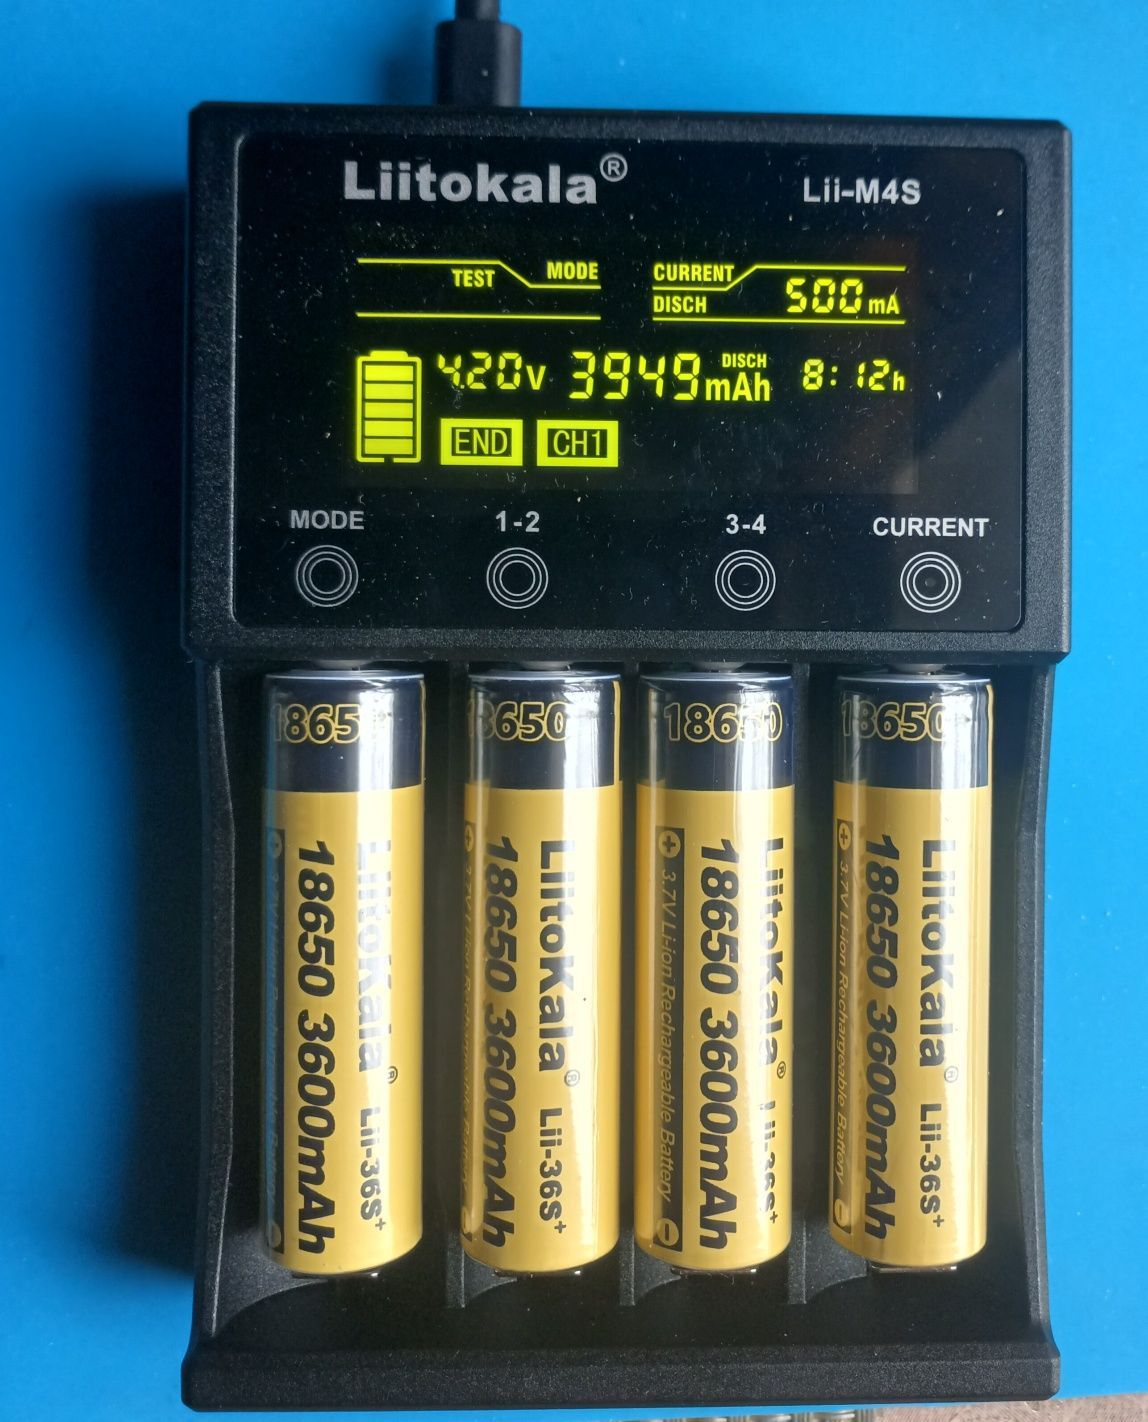 Liitokala®
Lii-M4S
TEST MODE
CURRENT
DISCH 500 mA
4.20V 3949mAh DISCH 8:12h
END CH1
MODE 1-2 3-4 CURRENT
18650
LiitoKala® Lii-36S+
18650 3600mAh
18650
LiitoKala® Lii-36S+
18650 3600mAh
3.7V Li-ion Rechargeable Battery
18650
LiitoKala® Lii-36S+
18650 3600mAh
+ 3.7V Li-ion Rechargeable Battery −
18650
LiitoKala® Lii-36S+
18650 3600mAh
+ 3.7V Li-ion Rechargeable Battery −